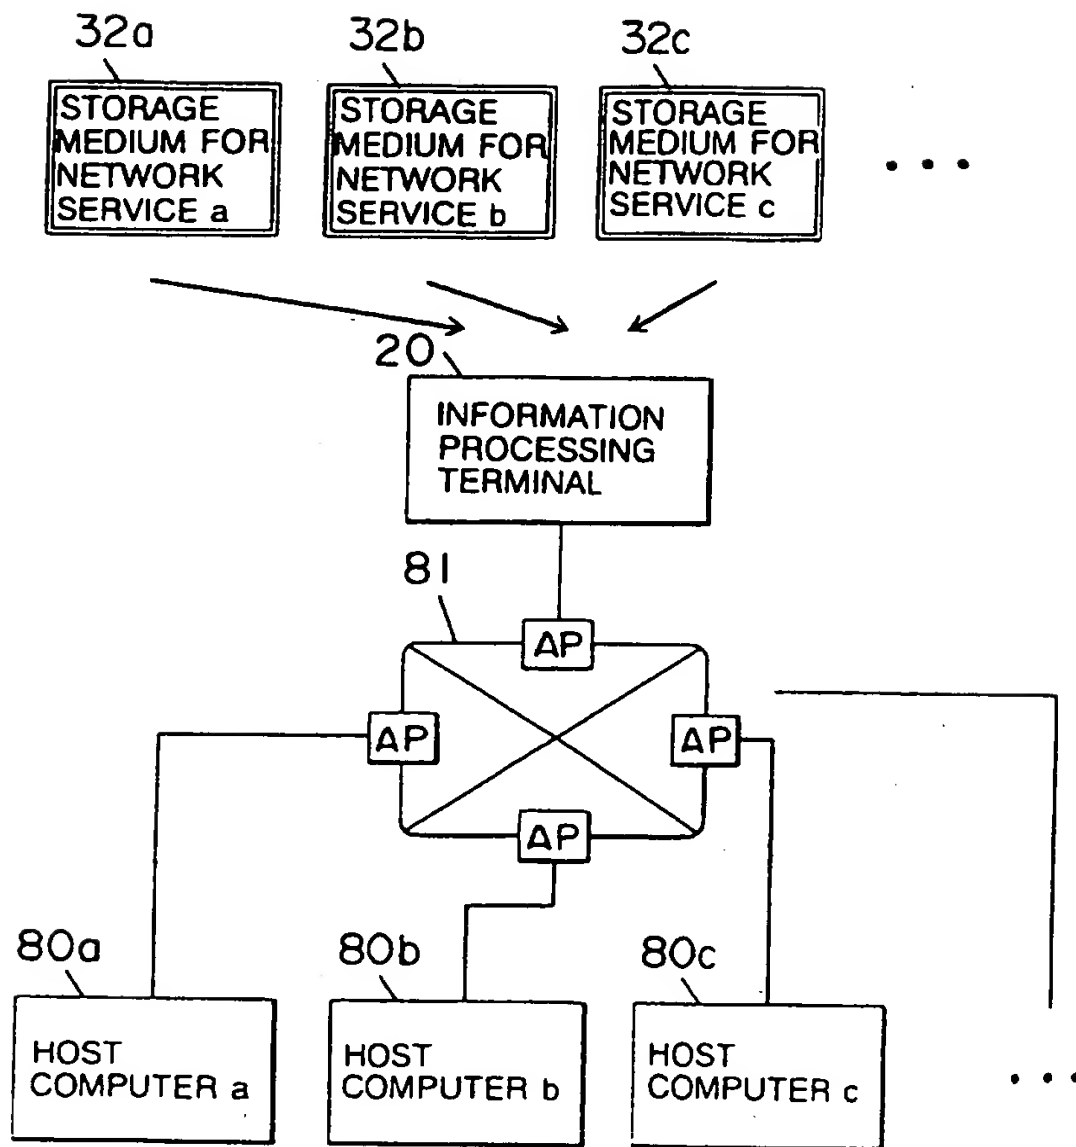 32a
32b
32c
STORAGE
MEDIUM FOR
NETWORK
SERVICE a
STORAGE
MEDIUM FOR
NETWORK
SERVICE b
STORAGE
MEDIUM FOR
NETWORK
SERVICE c
• • •
20
INFORMATION
PROCESSING
TERMINAL
81
AP
AP
AP
AP
80a
80b
80c
HOST
COMPUTER a
HOST
COMPUTER b
HOST
COMPUTER c
• • •